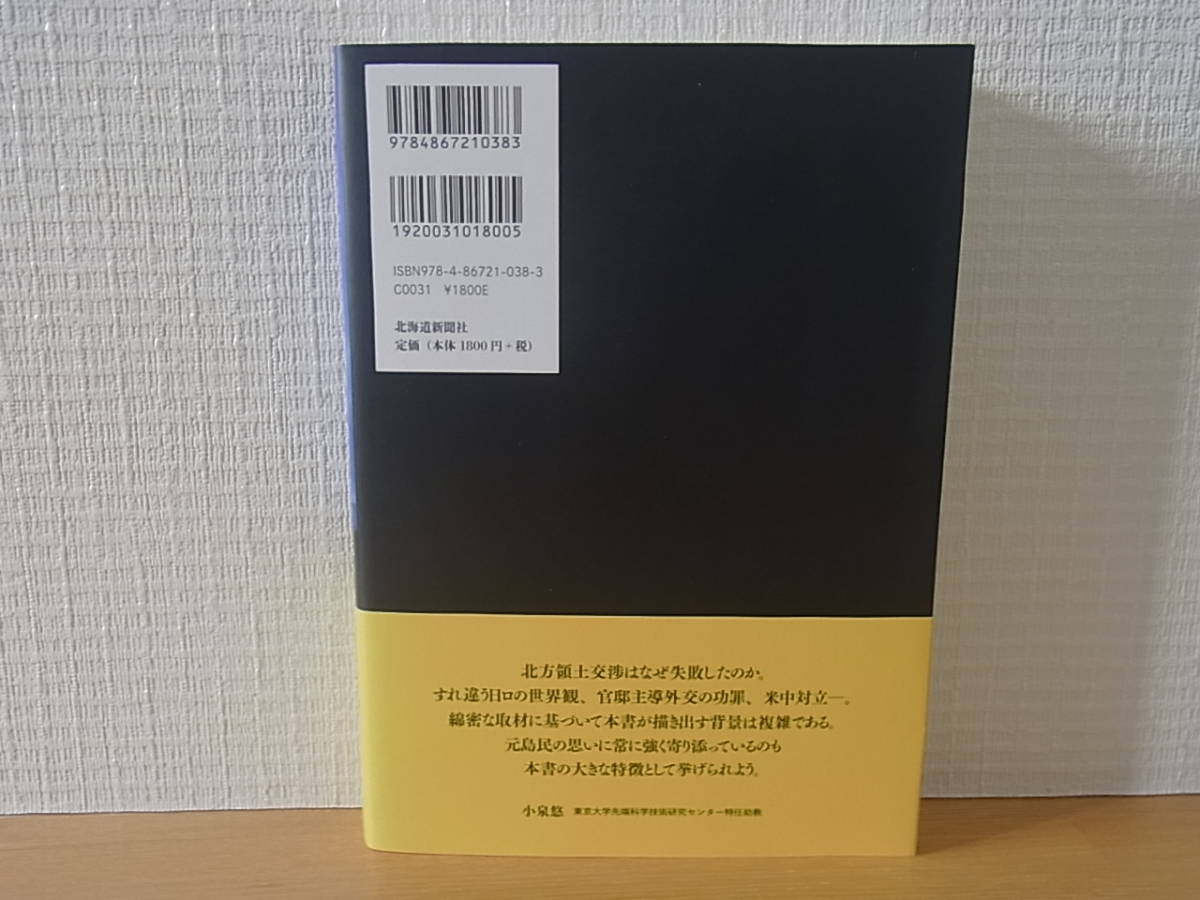 9784867210383
1920031018005
ISBN978-4-86721-038-3
C0031 ¥1800E
北海道新聞社
定価(本体1800円+税)
北方領土交渉はなぜ失敗したのか。
すれ違う日ロの世界観、官邸主導外交の功罪、米中対立―。
綿密な取材に基づいて本書が描き出す背景は複雑である。
元島民の思いに常に強く寄り添っているのも
本書の大きな特徴として挙げられよう。
小泉悠 東京大学先端科学技術研究センター特任助教